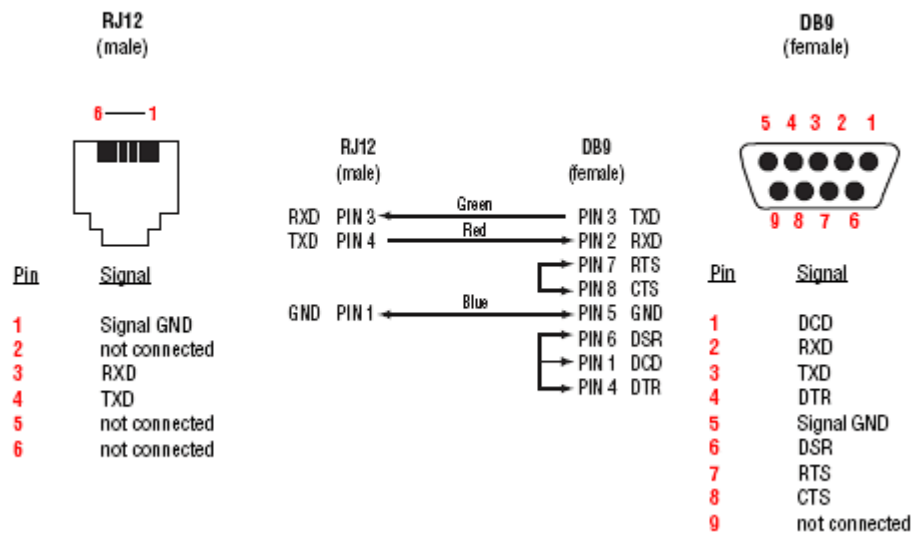 RJ12
(male)
6 1
Pin Signal
1 Signal GND
2 not connected
3 RXD
4 TXD
5 not connected
6 not connected
RJ12 DB9
(male) (female)
RXD PIN 3 Green PIN 3 TXD
TXD PIN 4 Red PIN 2 RXD
PIN 7 RTS
PIN 8 CTS
GND PIN 1 Blue PIN 5 GND
PIN 6 DSR
PIN 1 DCD
PIN 4 DTR
DB9
(female)
5 4 3 2 1
9 8 7 6
Pin Signal
1 DCD
2 RXD
3 TXD
4 DTR
5 Signal GND
6 DSR
7 RTS
8 CTS
9 not connected